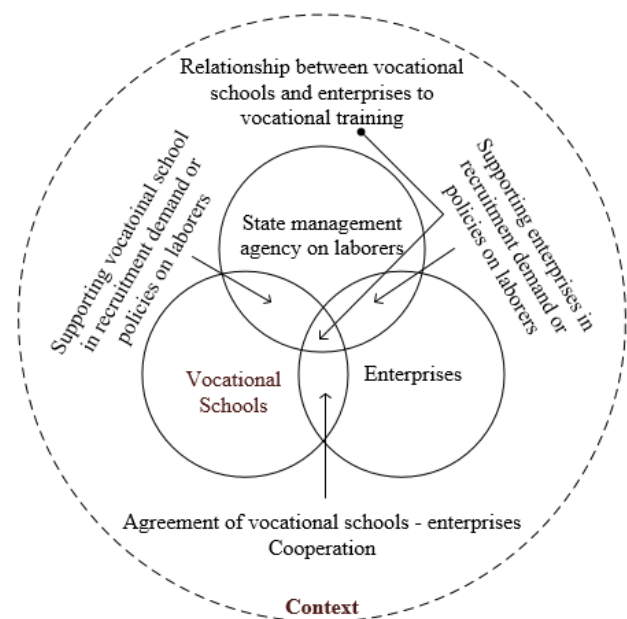 Relationship between vocational
schools and enterprises to
vocational training
Supporting vocatoinal school
in recruitment demand or
policies on laborers
Supporting enterprises in
recruitment demand or
policies on laborers
State management
agency on laborers
Vocational
Schools
Enterprises
Agreement of vocational schools - enterprises
Cooperation
Context